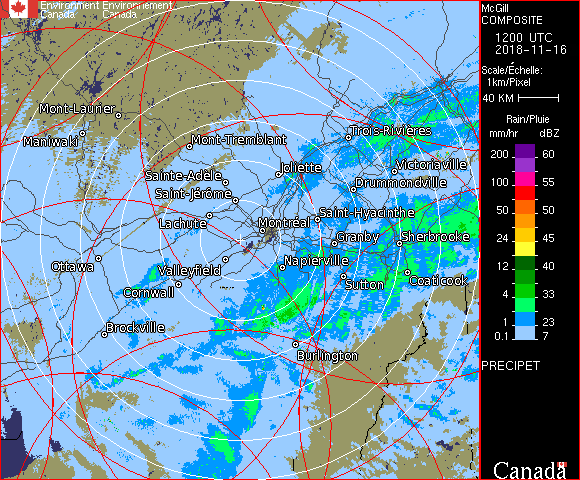 Environment Environnement
Canada Canada
McGill
COMPOSITE
1200 UTC
2018-11-16
Scale/Échelle:
1km/Pixel
40 KM
Rain/Pluie
mm/hr dBZ
200 60
100 55
50 50
24 45
12 40
4 33
1 23
0.1 7
PRECIPET
Canada
Mont-Laurier
Maniwaki
Mont-Tremblant
Trois-Rivières
Sainte-Adèle
Joliette
Victoriaville
Saint-Jérôme
Drummondville
Lachute
Saint-Hyacinthe
Montréal
Granby
Sherbrooke
Ottawa
Valleyfield
Napierville
Cornwall
Sutton
Coaticook
Brockville
Burlington